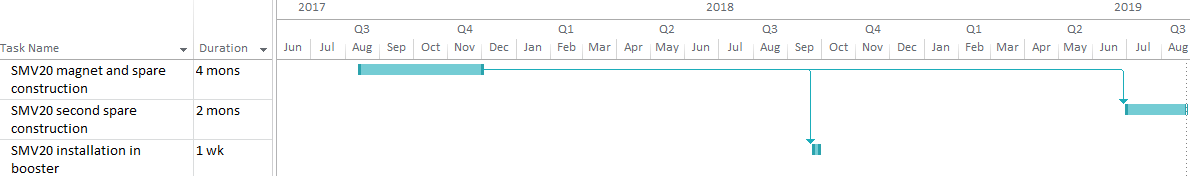 2017 2018 2019
Q3 Q4 Q1 Q2 Q3 Q4 Q1 Q2 Q3
Task Name Duration Jun Jul Aug Sep Oct Nov Dec Jan Feb Mar Apr May Jun Jul Aug Sep Oct Nov Dec Jan Feb Mar Apr May Jun Jul Aug
SMV20 magnet and spare construction 4 mons
SMV20 second spare construction 2 mons
SMV20 installation in booster 1 wk